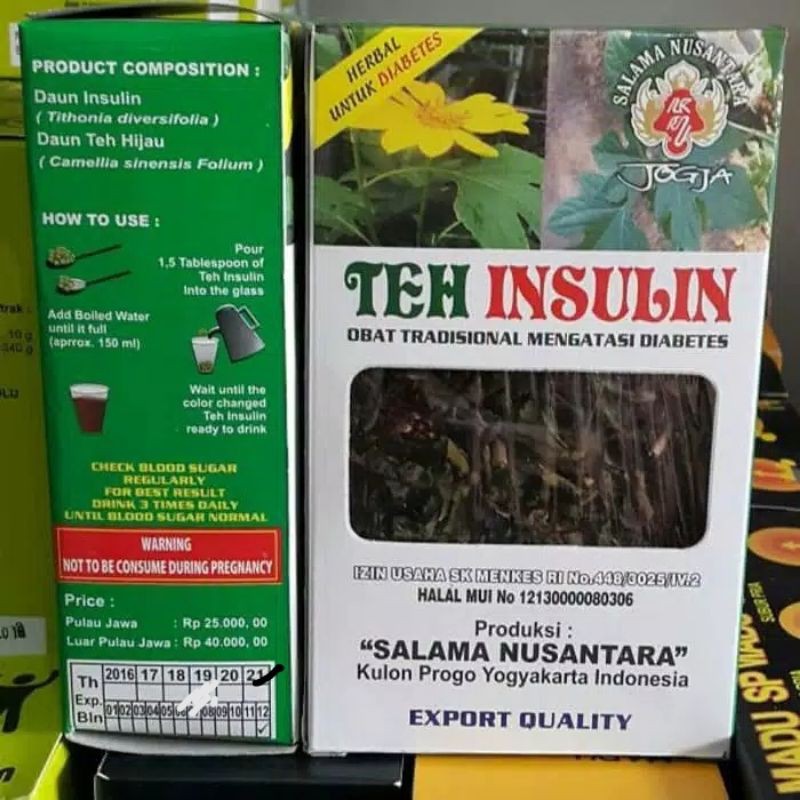 PRODUCT COMPOSITION :
Daun Insulin
( Tithonia diversifolia )
Daun Teh Hijau
( Camellia sinensis Folium )
HOW TO USE :
Pour
1,5 Tablespoon of
Teh Insulin
Into the glass
Add Boiled Water
until it full
(aprrox. 150 ml)
Wait until the
color changed
Teh Insulin
ready to drink
CHECK BLOOD SUGAR
REGULARLY
FOR BEST RESULT
DRINK 3 TIMES DAILY
UNTIL BLOOD SUGAR NORMAL
WARNING
NOT TO BE CONSUME DURING PREGNANCY
Price :
Pulau Jawa : Rp 25.000, 00
Luar Pulau Jawa : Rp 40.000, 00
Th 2016 17 18 19 20 21
Exp.
Bln 01 02 03 04 05 08 09 10 11 12
HERBAL
UNTUK DIABETES
SALAMA NUSANTARA
JOGJA
TEH INSULIN
OBAT TRADISIONAL MENGATASI DIABETES
IZIN USAHA SK MENKES RI No.448/3025/IV.2
HALAL MUI No 12130000080306
Produksi :
“SALAMA NUSANTARA”
Kulon Progo Yogyakarta Indonesia
EXPORT QUALITY
MADU SP
SUBUR PRIA